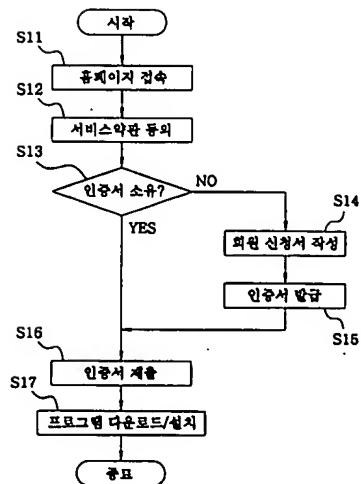 시작
S11
홈페이지 접속
S12
서비스약관 동의
S13
인증서 소유?
NO
YES
S14
회원 신청서 작성
인증서 발급
S15
S16
인증서 제출
S17
프로그램 다운로드/설치
종료